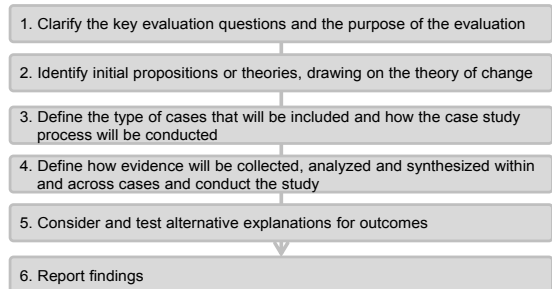 1. Clarify the key evaluation questions and the purpose of the evaluation
2. Identify initial propositions or theories, drawing on the theory of change
3. Define the type of cases that will be included and how the case study
process will be conducted
4. Define how evidence will be collected, analyzed and synthesized within
and across cases and conduct the study
5. Consider and test alternative explanations for outcomes
6. Report findings